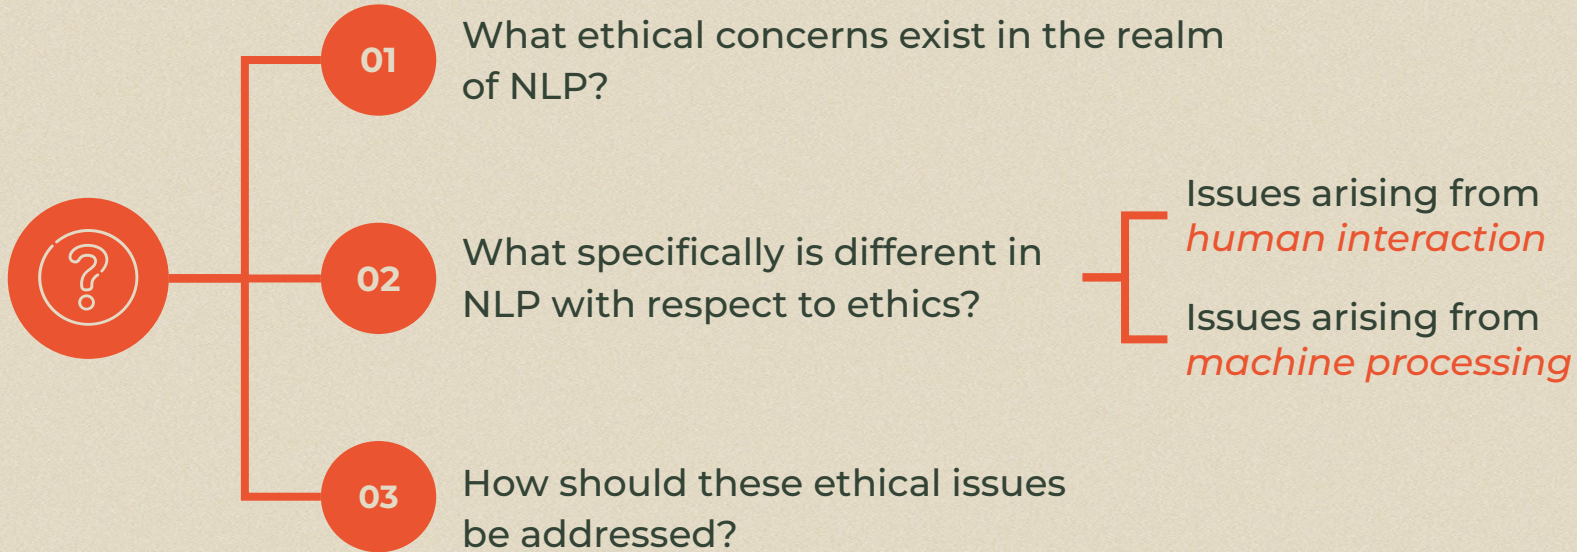 01
What ethical concerns exist in the realm
of NLP?
02
What specifically is different in
NLP with respect to ethics?
Issues arising from
human interaction
Issues arising from
machine processing
03
How should these ethical issues
be addressed?